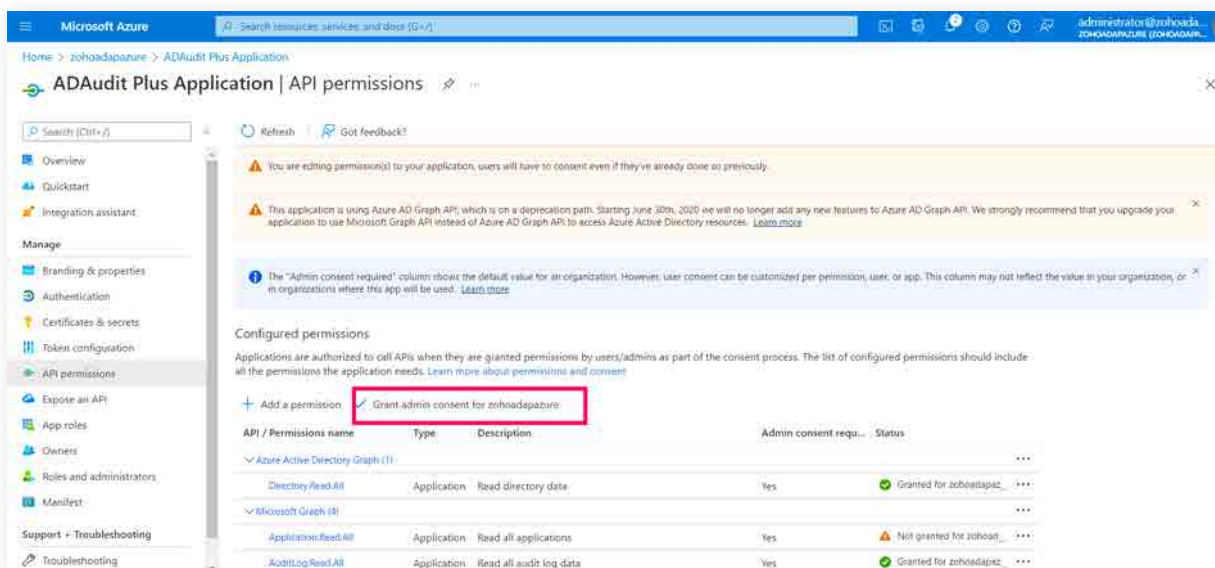 Microsoft Azure
Search resources, services, and docs (G+/)
administrator@zohoada...
ZOHOADAPAZURE (ZOHOADAPA...
Home > zohoadapazure > ADAudit Plus Application
ADAudit Plus Application | API permissions
Search (Ctrl+/)
Refresh
Got feedback?
Overview
Quickstart
Integration assistant
Manage
Branding & properties
Authentication
Certificates & secrets
Token configuration
API permissions
Expose an API
App roles
Owners
Roles and administrators
Manifest
Support + Troubleshooting
Troubleshooting
You are editing permission(s) to your application, users will have to consent even if they've already done so previously.
This application is using Azure AD Graph API, which is on a deprecation path. Starting June 30th, 2020 we will no longer add any new features to Azure AD Graph API. We strongly recommend that you upgrade your
application to use Microsoft Graph API instead of Azure AD Graph API to access Azure Active Directory resources. Learn more
The "Admin consent required" column shows the default value for an organization. However, user consent can be customized per permission, user, or app. This column may not reflect the value in your organization, or
in organizations where this app will be used. Learn more
Configured permissions
Applications are authorized to call APIs when they are granted permissions by users/admins as part of the consent process. The list of configured permissions should include
all the permissions the application needs. Learn more about permissions and consent
Add a permission
Grant admin consent for zohoadapazure
API / Permissions name Type Description Admin consent requ... Status
Azure Active Directory Graph (1)
Directory.Read.All Application Read directory data Yes Granted for zohoadapaz...
Microsoft Graph (4)
Application.Read.All Application Read all applications Yes Not granted for zohoad...
AuditLog.Read.All Application Read all audit log data Yes Granted for zohoadapaz...